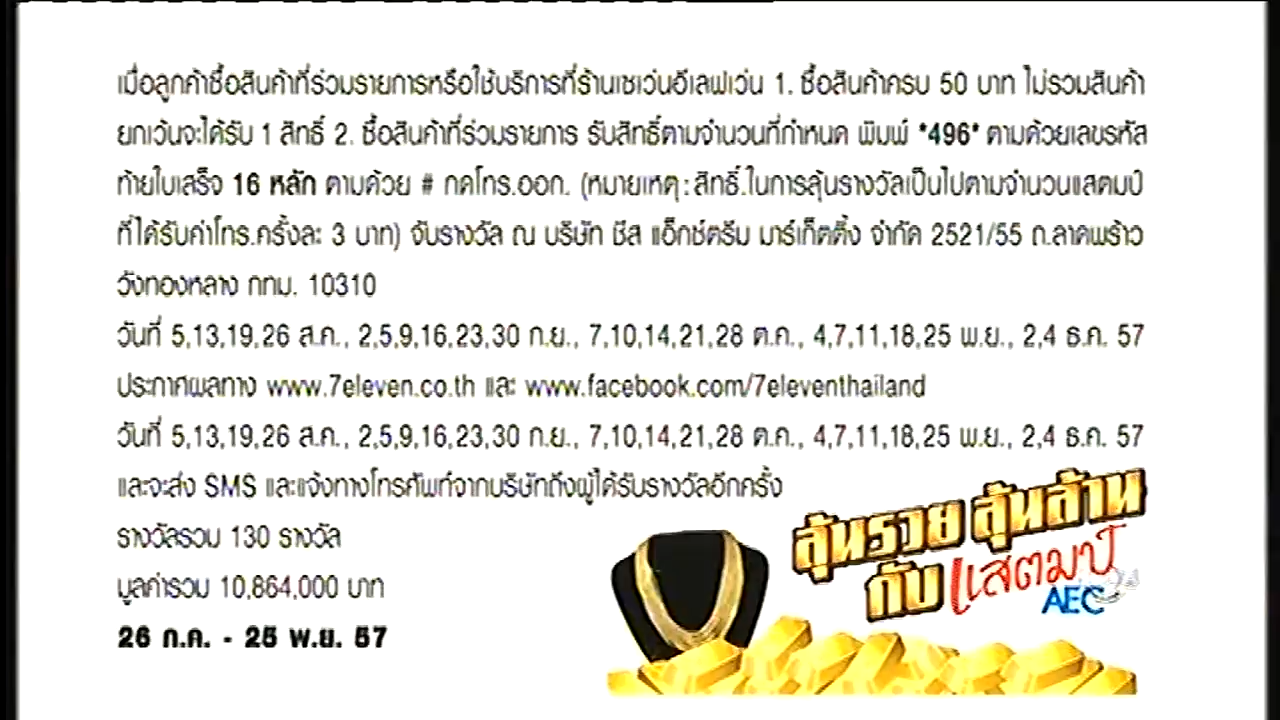 เมื่อลูกค้าซื้อสินค้าที่ร่วมรายการหรือใช้บริการที่ร้านเซเว่นอีเลฟเว่น 1. ซื้อสินค้าครบ 50 บาท ไม่รวมสินค้า
ยกเว้นจะได้รับ 1 สิทธิ์ 2. ซื้อสินค้าที่ร่วมรายการ รับสิทธิ์ตามจำนวนที่กำหนด พิมพ์ *496* ตามด้วยเลขรหัส
ท้ายใบเสร็จ 16 หลัก ตามด้วย # กดโทร.ออก. (หมายเหตุ : สิทธิ์.ในการลุ้นรางวัลเป็นไปตามจำนวนแสตมป์
ที่ได้รับค่าโทร.ครั้งละ 3 บาท) จับรางวัล ณ บริษัท ซีส แอ็กซ์ตรีม มาร์เก็ตติ้ง จำกัด 2521/55 ถ.ลาดพร้าว
วังทองหลาง กทม. 10310
วันที่ 5,13,19,26 ส.ค., 2,5,9,16,23,30 ก.ย., 7,10,14,21,28 ต.ค., 4,7,11,18,25 พ.ย., 2,4 ธ.ค. 57
ประกาศผลทาง www.7eleven.co.th และ www.facebook.com/7eleventhailand
วันที่ 5,13,19,26 ส.ค., 2,5,9,16,23,30 ก.ย., 7,10,14,21,28 ต.ค., 4,7,11,18,25 พ.ย., 2,4 ธ.ค. 57
และจะส่ง SMS และแจ้งทางโทรศัพท์จากบริษัทถึงผู้ได้รับรางวัลอีกครั้ง
รางวัลรวม 130 รางวัล
มูลค่ารวม 10,864,000 บาท
26 ก.ค. - 25 พ.ย. 57
ลุ้นรวย ลุ้นล้าน
กับ แสตมป์
AEC